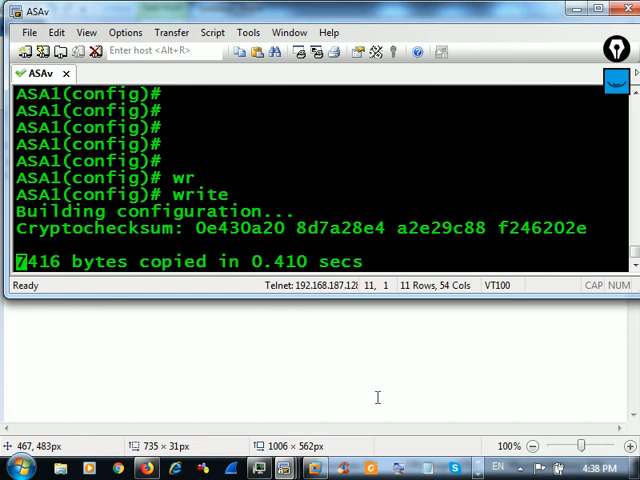 ASAv
File Edit View Options Transfer Script Tools Window Help
Enter host <Alt+R>
ASAv
ASA1(config)#
ASA1(config)#
ASA1(config)#
ASA1(config)#
ASA1(config)#
ASA1(config)# wr
ASA1(config)# write
Building configuration...
Cryptochecksum: 0e430a20 8d7a28e4 a2e29c88 f246202e
7416 bytes copied in 0.410 secs
Ready Telnet: 192.168.187.128 11, 1 11 Rows, 54 Cols VT100 CAP NUM
467, 483px 735 × 31px 1006 × 562px 100%
EN 4:38 PM